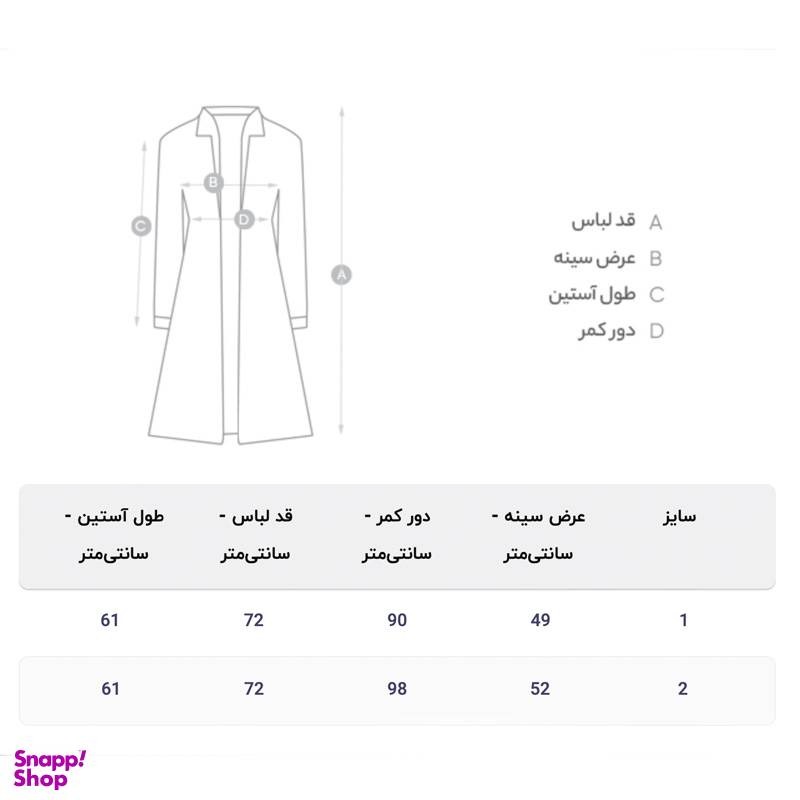 A قد لباس
B عرض سینه
C طول آستین
D دور کمر
B
D
C
A
سایز	عرض سینه -	دور کمر -	قد لباس -	طول آستین -
سانتی‌متر	سانتی‌متر	سانتی‌متر	سانتی‌متر
1	49	90	72	61
2	52	98	72	61
Snapp!
Shop